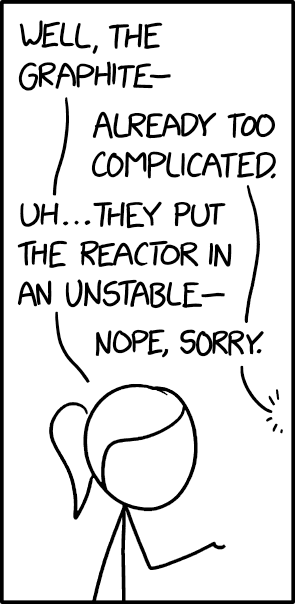 WELL, THE
GRAPHITE—
ALREADY TOO
COMPLICATED.
UH...THEY PUT
THE REACTOR IN
AN UNSTABLE—
NOPE, SORRY.